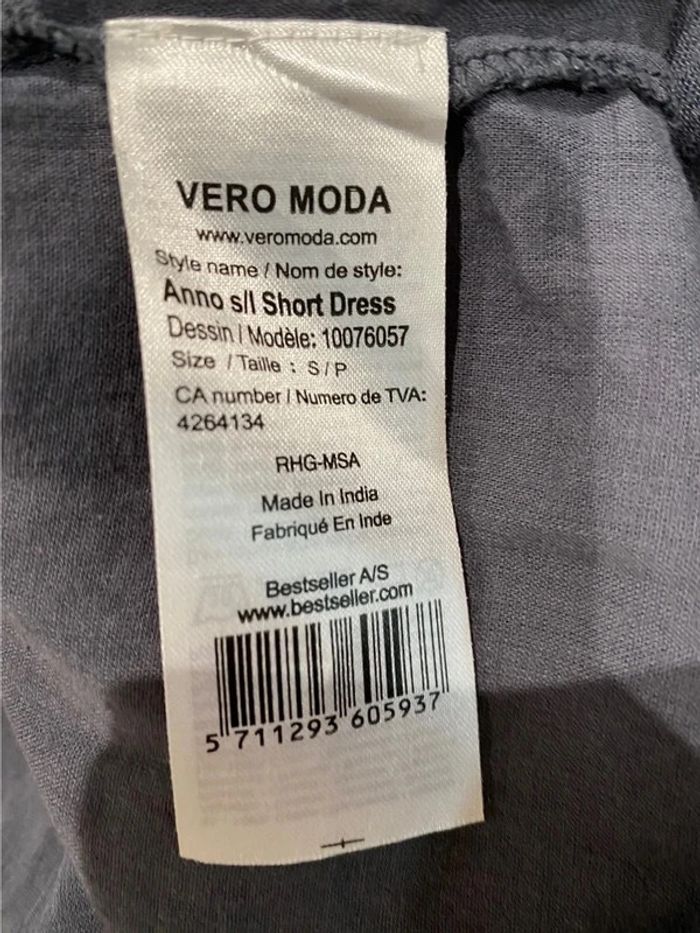 VERO MODA
www.veromoda.com
Style name / Nom de style:
Anno s/l Short Dress
Dessin / Modèle: 10076057
Size / Taille : S / P
CA number / Numero de TVA:
4264134
RHG-MSA
Made In India
Fabriqué En Inde
Bestseller A/S
www.bestseller.com
5 711293 605937